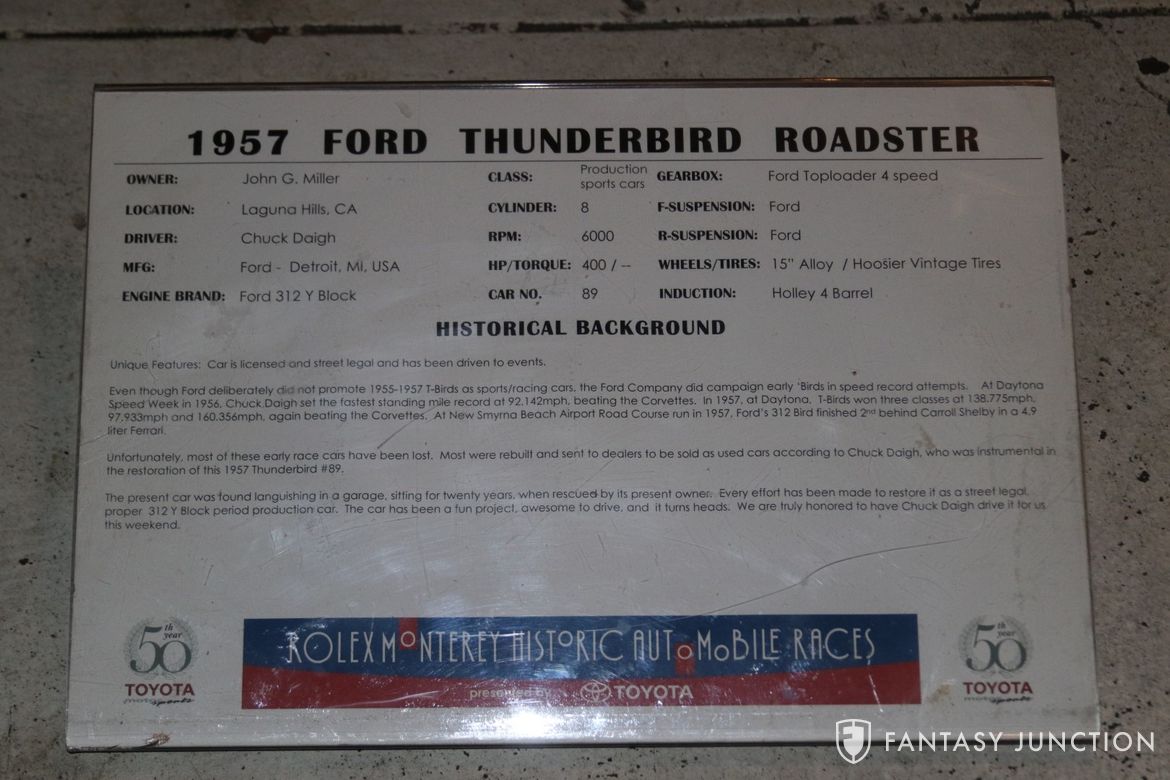 1957 FORD THUNDERBIRD ROADSTER
OWNER: John G. Miller CLASS: Production sports cars GEARBOX: Ford Toploader 4 speed
LOCATION: Laguna Hills, CA CYLINDER: 8 F-SUSPENSION: Ford
DRIVER: Chuck Daigh RPM: 6000 R-SUSPENSION: Ford
MFG: Ford - Detroit, MI, USA HP/TORQUE: 400 / -- WHEELS/TIRES: 15" Alloy / Hoosier Vintage Tires
ENGINE BRAND: Ford 312 Y Block CAR NO. 89 INDUCTION: Holley 4 Barrel
HISTORICAL BACKGROUND
Unique Features: Car is licensed and street legal and has been driven to events.
Even though Ford deliberately did not promote 1955-1957 T-Birds as sports/racing cars, the Ford Company did campaign early 'Birds in speed record attempts. At Daytona
Speed Week in 1956, Chuck Daigh set the fastest standing mile record at 92.142mph, beating the Corvettes. In 1957, at Daytona, T-Birds won three classes at 138.775mph,
97.933mph and 160.356mph, again beating the Corvettes. At New Smyrna Beach Airport Road Course run in 1957, Ford's 312 Bird finished 2nd behind Carroll Shelby in a 4.9
liter Ferrari.
Unfortunately, most of these early race cars have been lost. Most were rebuilt and sent to dealers to be sold as used cars according to Chuck Daigh, who was instrumental in
the restoration of this 1957 Thunderbird #89.
The present car was found languishing in a garage, sitting for twenty years, when rescued by its present owner. Every effort has been made to restore it as a street legal,
proper 312 Y Block period production car. The car has been a fun project, awesome to drive, and it turns heads. We are truly honored to have Chuck Daigh drive it for us
this weekend.
50th year
TOYOTA
motorsports
ROLEX MONTEREY HISTORIC AUTOMOBILE RACES
presented by TOYOTA
50th year
TOYOTA
motorsports
FANTASY JUNCTION